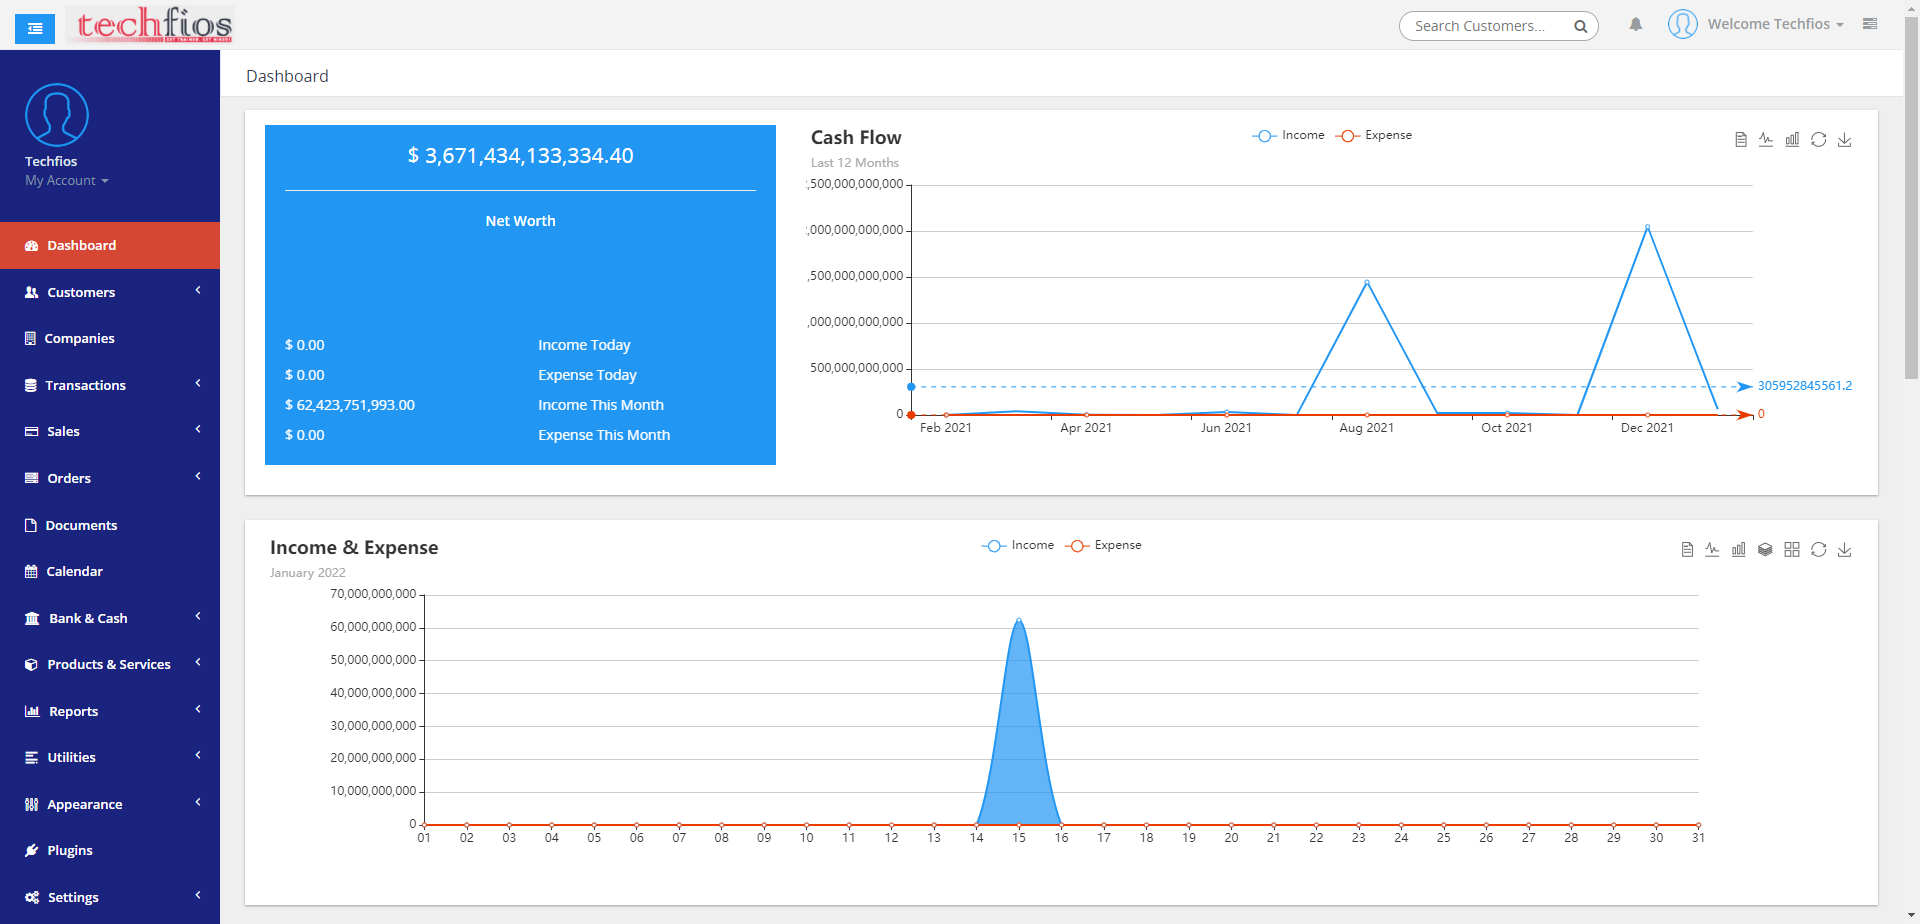 techfios
GET TRAINED. GET HIRED!
Search Customers...
Welcome Techfios
Techfios
My Account
Dashboard
Customers
Companies
Transactions
Sales
Orders
Documents
Calendar
Bank & Cash
Products & Services
Reports
Utilities
Appearance
Plugins
Settings
Dashboard
$ 3,671,434,133,334.40
Net Worth
$ 0.00 Income Today
$ 0.00 Expense Today
$ 62,423,751,993.00 Income This Month
$ 0.00 Expense This Month
Cash Flow
Last 12 Months
Income Expense
,500,000,000,000
,000,000,000,000
,500,000,000,000
,000,000,000,000
500,000,000,000
0
305952845561.2
0
Feb 2021 Apr 2021 Jun 2021 Aug 2021 Oct 2021 Dec 2021
Income & Expense
January 2022
Income Expense
70,000,000,000
60,000,000,000
50,000,000,000
40,000,000,000
30,000,000,000
20,000,000,000
10,000,000,000
0
01 02 03 04 05 06 07 08 09 10 11 12 13 14 15 16 17 18 19 20 21 22 23 24 25 26 27 28 29 30 31